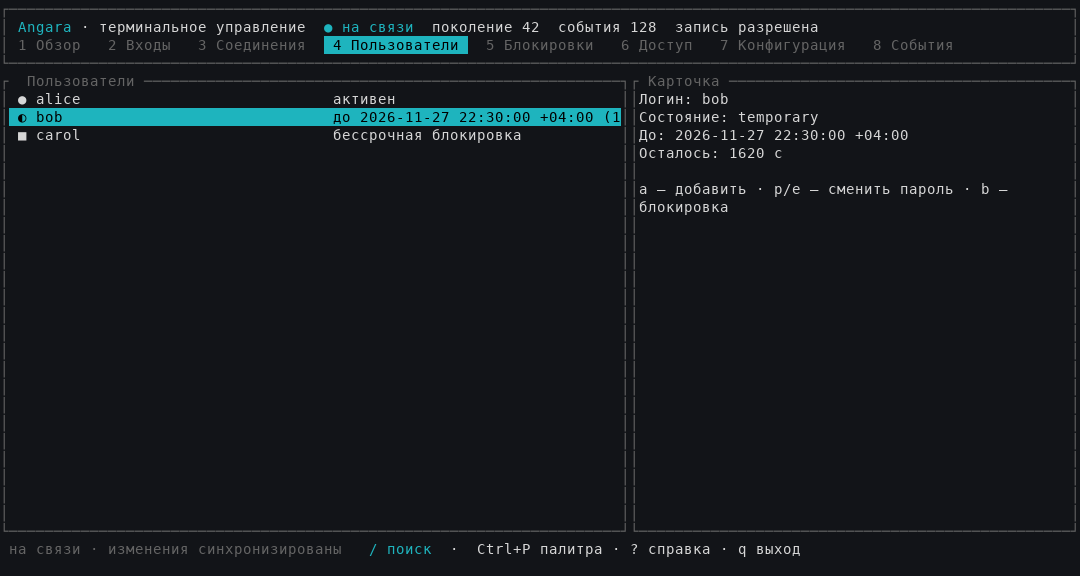 Angara · терминальное управление ● на связи поколение 42 события 128 запись разрешена
1 Обзор 2 Входы 3 Соединения 4 Пользователи 5 Блокировки 6 Доступ 7 Конфигурация 8 События
Пользователи
● alice активен
◐ bob до 2026-11-27 22:30:00 +04:00 (1
■ carol бессрочная блокировка
Карточка
Логин: bob
Состояние: temporary
До: 2026-11-27 22:30:00 +04:00
Осталось: 1620 с
a — добавить · p/e — сменить пароль · b —
блокировка
на связи · изменения синхронизированы / поиск · Ctrl+P палитра · ? справка · q выход